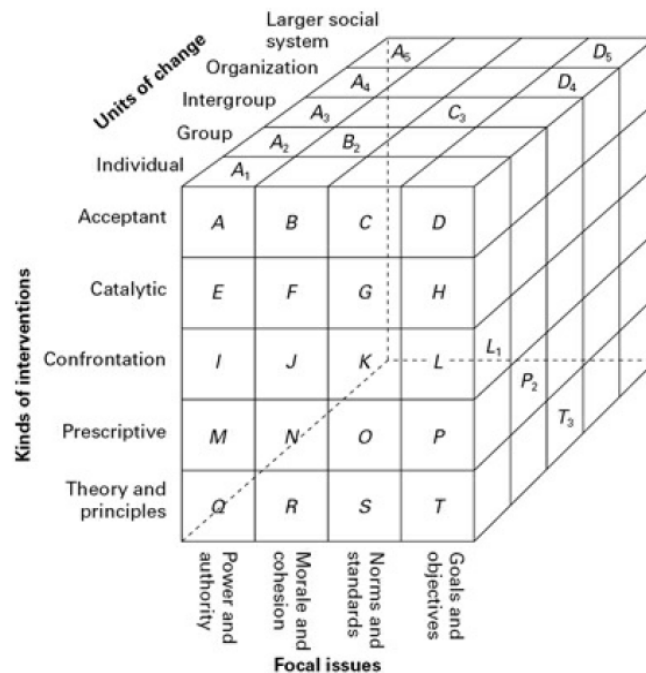 Larger social
system
Organization
Intergroup
Group
Individual
Units of change
A₅ D₅
A₄ D₄
A₃ C₃
A₂ B₂
A₁
Kinds of interventions
Acceptant A B C D
Catalytic E F G H
Confrontation I J K L L₁
Prescriptive M N O P P₂
Theory and
principles Q R S T T₃
Power and
authority
Morale and
cohesion
Norms and
standards
Goals and
objectives
Focal issues